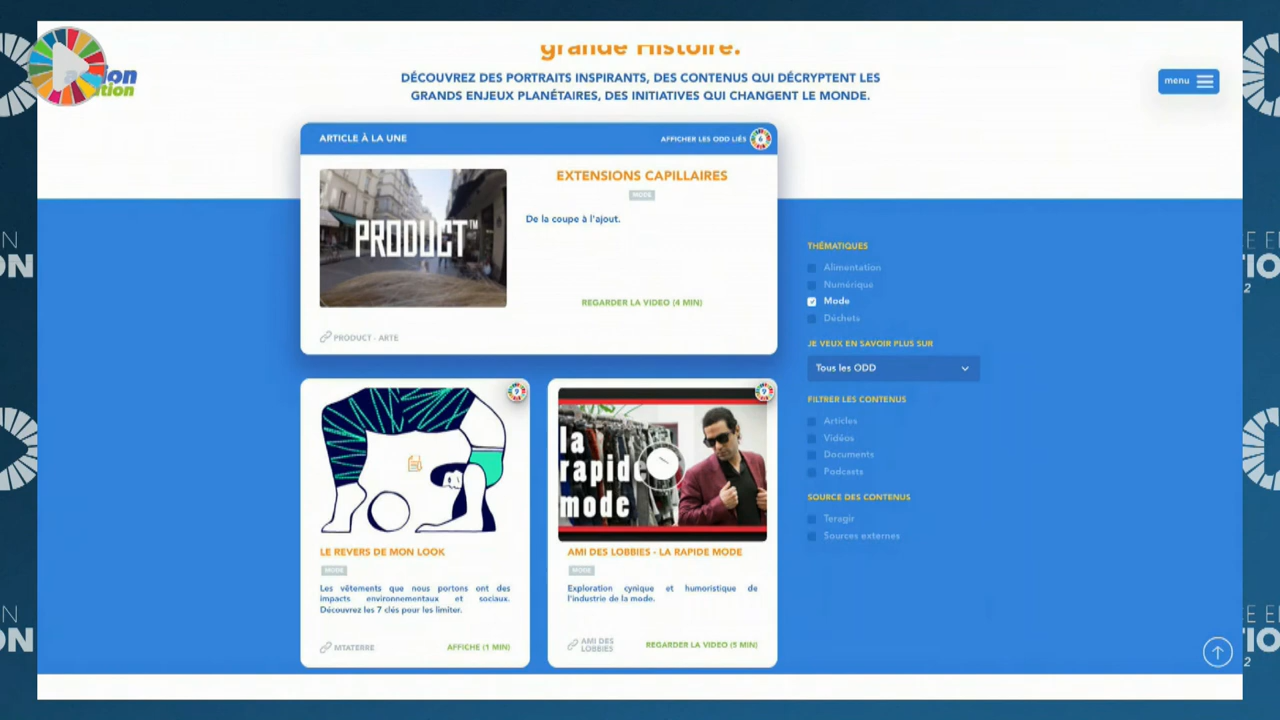 grande Histoire.
DÉCOUVREZ DES PORTRAITS INSPIRANTS, DES CONTENUS QUI DÉCRYPTENT LES
GRANDS ENJEUX PLANÉTAIRES, DES INITIATIVES QUI CHANGENT LE MONDE.
menu
ARTICLE À LA UNE
AFFICHER LES ODD LIÉS
6
EXTENSIONS CAPILLAIRES
MODE
De la coupe à l'ajout.
PRODUCT™
REGARDER LA VIDEO (4 MIN)
PRODUCT - ARTE
THÉMATIQUES
Alimentation
Numérique
Mode
Déchets
JE VEUX EN SAVOIR PLUS SUR
Tous les ODD
FILTRER LES CONTENUS
Articles
Vidéos
Documents
Podcasts
SOURCE DES CONTENUS
Teragir
Sources externes
9
LE REVERS DE MON LOOK
MODE
Les vêtements que nous portons ont des
impacts environnementaux et sociaux.
Découvrez les 7 clés pour les limiter.
MTATERRE
AFFICHE (1 MIN)
9
la
rapide
mode
AMI DES LOBBIES - LA RAPIDE MODE
MODE
Exploration cynique et humoristique de
l'industrie de la mode.
AMI DES
LOBBIES
REGARDER LA VIDEO (5 MIN)